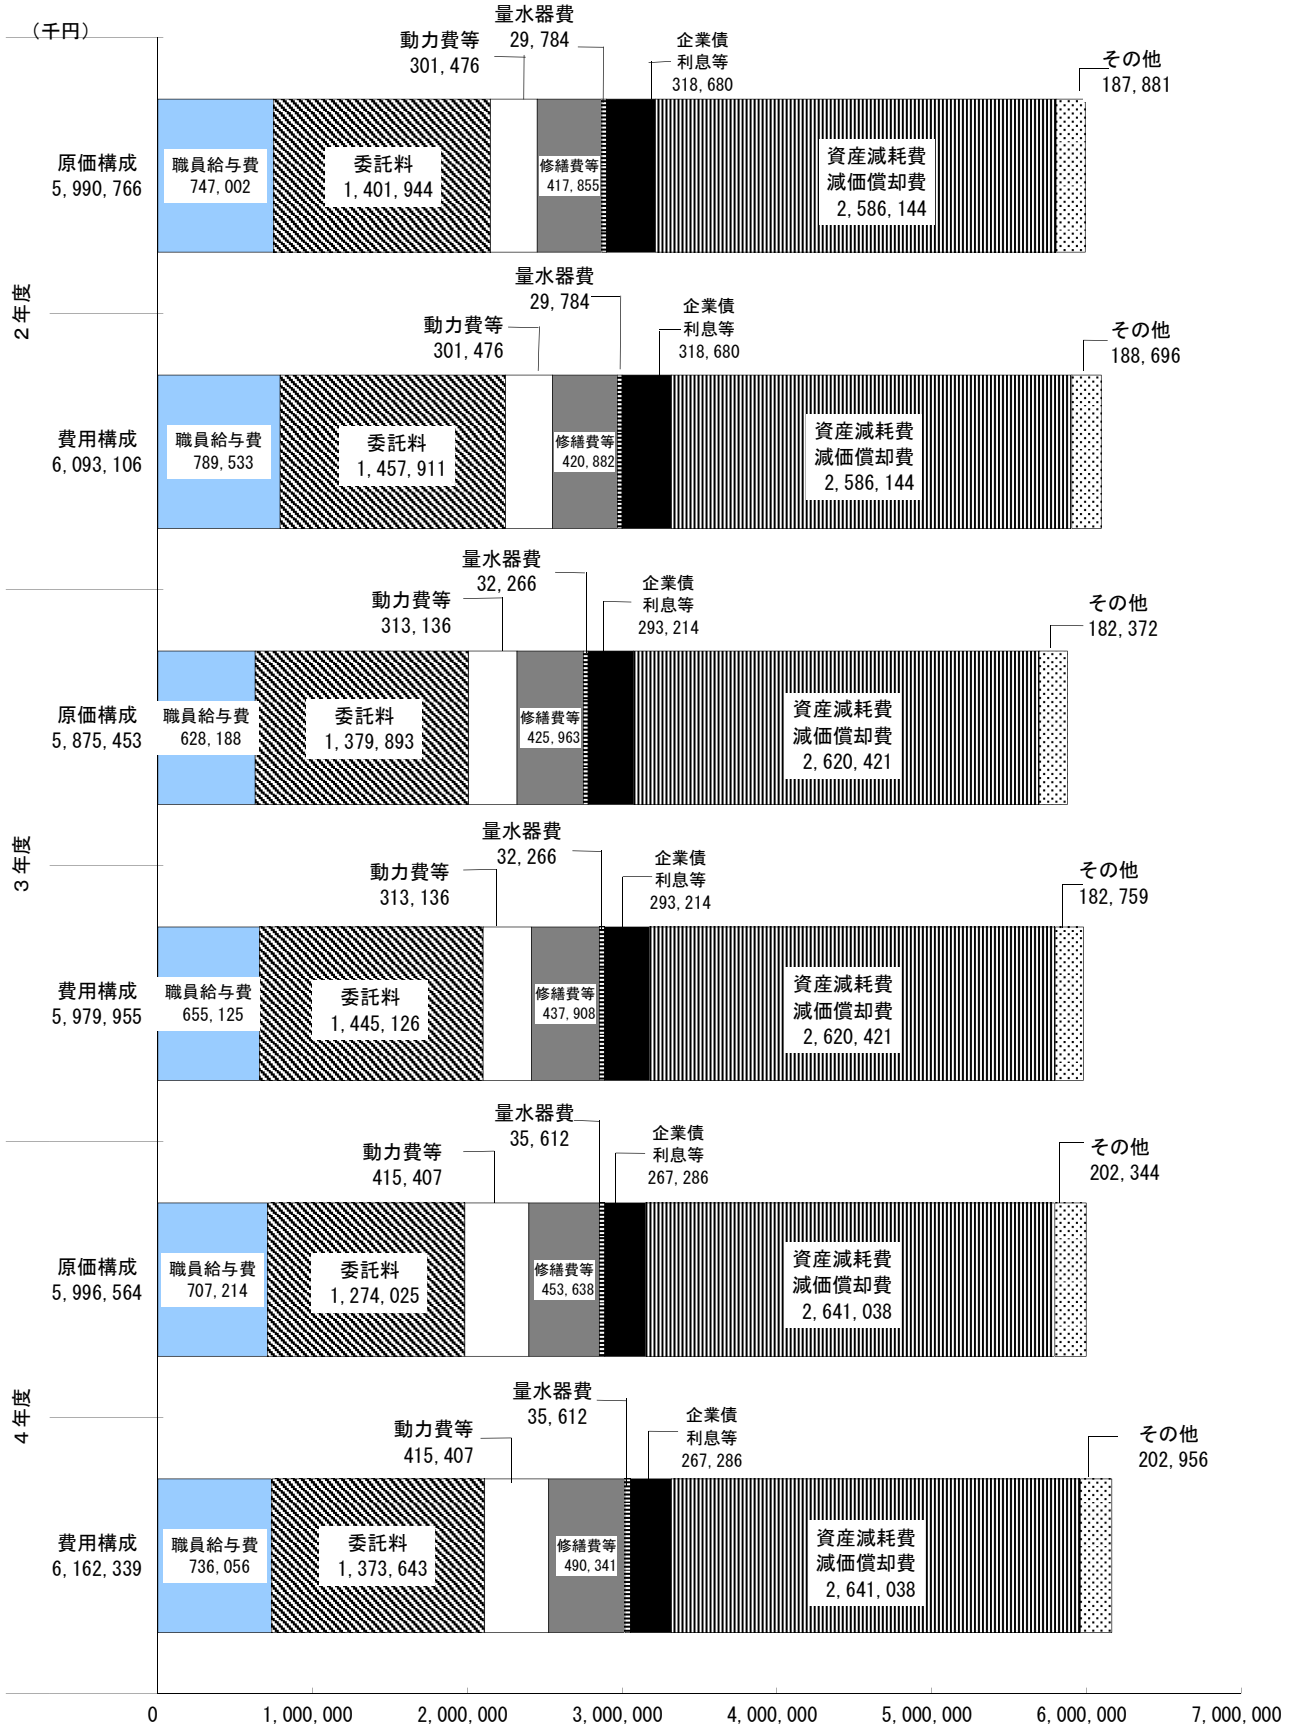 （千円）
量水器費
29,784
動力費等
301,476
企業債
利息等
318,680
その他
187,881
原価構成
5,990,766
職員給与費
747,002
委託料
1,401,944
修繕費等
417,855
資産減耗費
減価償却費
2,586,144
2年度
量水器費
29,784
動力費等
301,476
企業債
利息等
318,680
その他
188,696
費用構成
6,093,106
職員給与費
789,533
委託料
1,457,911
修繕費等
420,882
資産減耗費
減価償却費
2,586,144
量水器費
32,266
動力費等
313,136
企業債
利息等
293,214
その他
182,372
原価構成
5,875,453
職員給与費
628,188
委託料
1,379,893
修繕費等
425,963
資産減耗費
減価償却費
2,620,421
3年度
量水器費
32,266
動力費等
313,136
企業債
利息等
293,214
その他
182,759
費用構成
5,979,955
職員給与費
655,125
委託料
1,445,126
修繕費等
437,908
資産減耗費
減価償却費
2,620,421
量水器費
35,612
動力費等
415,407
企業債
利息等
267,286
その他
202,344
原価構成
5,996,564
職員給与費
707,214
委託料
1,274,025
修繕費等
453,638
資産減耗費
減価償却費
2,641,038
4年度
量水器費
35,612
動力費等
415,407
企業債
利息等
267,286
その他
202,956
費用構成
6,162,339
職員給与費
736,056
委託料
1,373,643
修繕費等
490,341
資産減耗費
減価償却費
2,641,038
0 1,000,000 2,000,000 3,000,000 4,000,000 5,000,000 6,000,000 7,000,000